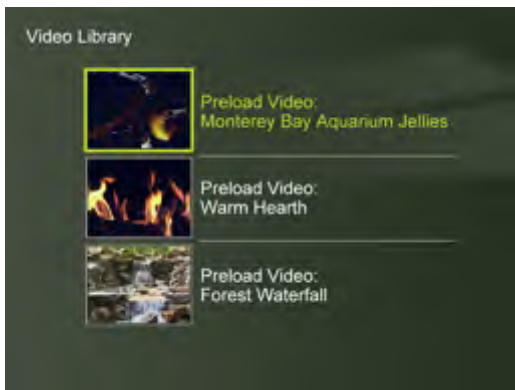 Video Library
Preload Video:
Monterey Bay Aquarium Jellies
Preload Video:
Warm Hearth
Preload Video:
Forest Waterfall